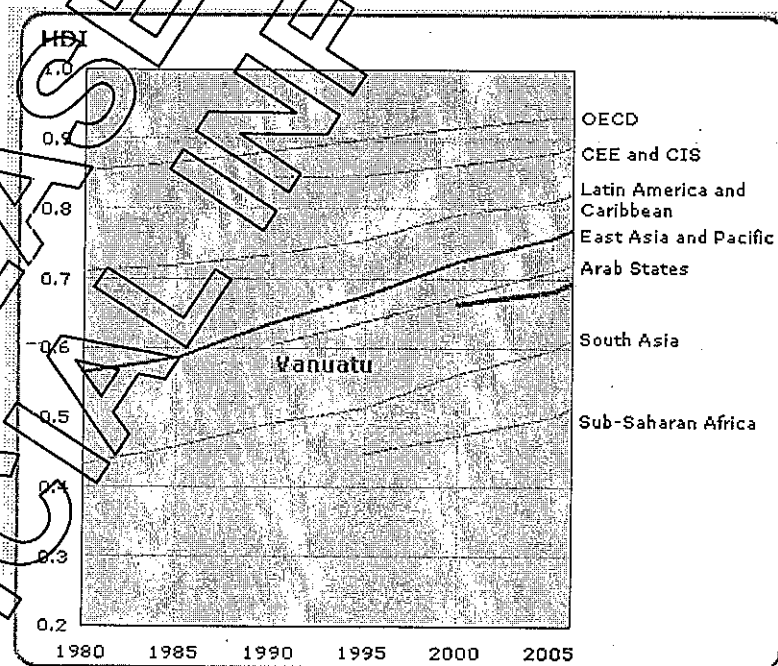 HDI
1.0
0.9
0.8
0.7
0.6
0.5
0.4
0.3
0.2
1980 1985 1990 1995 2000 2005
OECD
CEE and CIS
Latin America and
Caribbean
East Asia and Pacific
Arab States
South Asia
Sub-Saharan Africa
Vanuatu